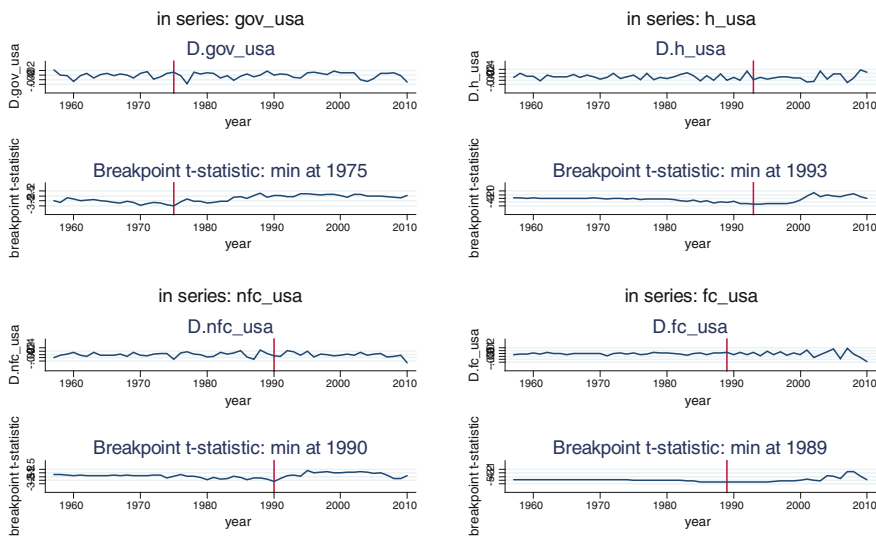 in series: gov_usa
D.gov_usa
D.gov_usa
1960 1970 1980 1990 2000 2010
year
Breakpoint t-statistic: min at 1975
breakpoint t-statistic
1960 1970 1980 1990 2000 2010
year
in series: h_usa
D.h_usa
D.h_usa
1960 1970 1980 1990 2000 2010
year
Breakpoint t-statistic: min at 1993
breakpoint t-statistic
1960 1970 1980 1990 2000 2010
year
in series: nfc_usa
D.nfc_usa
D.nfc_usa
1960 1970 1980 1990 2000 2010
year
Breakpoint t-statistic: min at 1990
breakpoint t-statistic
1960 1970 1980 1990 2000 2010
year
in series: fc_usa
D.fc_usa
D.fc_usa
1960 1970 1980 1990 2000 2010
year
Breakpoint t-statistic: min at 1989
breakpoint t-statistic
1960 1970 1980 1990 2000 2010
year